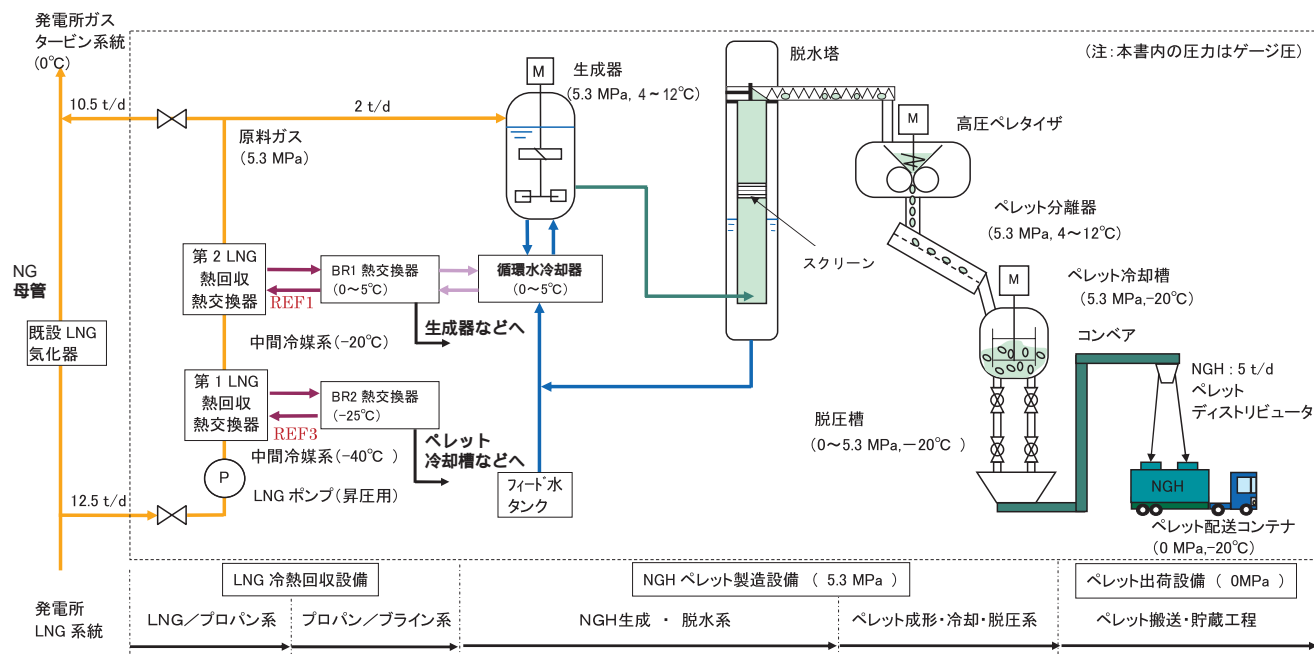 発電所ガス
タービン系統
(0℃)
10.5 t/d
2 t/d
原料ガス
(5.3 MPa)
M
生成器
(5.3 MPa, 4～12℃)
脱水塔
(注：本書内の圧力はゲージ圧)
M
高圧ペレタイザ
ペレット分離器
(5.3 MPa, 4～12℃)
スクリーン
NG
母管
既設 LNG
気化器
第 2 LNG
熱回収
熱交換器
REF1
BR1 熱交換器
(0～5℃)
循環水冷却器
(0～5℃)
生成器などへ
中間冷媒系(-20℃)
M
ペレット冷却槽
(5.3 MPa,-20℃)
コンベア
第 1 LNG
熱回収
熱交換器
REF3
BR2 熱交換器
(-25℃)
ペレット
冷却槽などへ
中間冷媒系(-40℃ )
P
LNG ポンプ(昇圧用)
12.5 t/d
フィード水
タンク
脱圧槽
(0～5.3 MPa,－20℃ )
NGH : 5 t/d
ペレット
ディストリビュータ
NGH
ペレット配送コンテナ
(0 MPa,-20℃)
発電所
LNG 系統
LNG 冷熱回収設備
NGH ペレット製造設備 （ 5.3 MPa ）
ペレット出荷設備 （ 0MPa）
LNG／プロパン系
プロパン／ブライン系
NGH生成 ・ 脱水系
ペレット成形・冷却・脱圧系
ペレット搬送・貯蔵工程